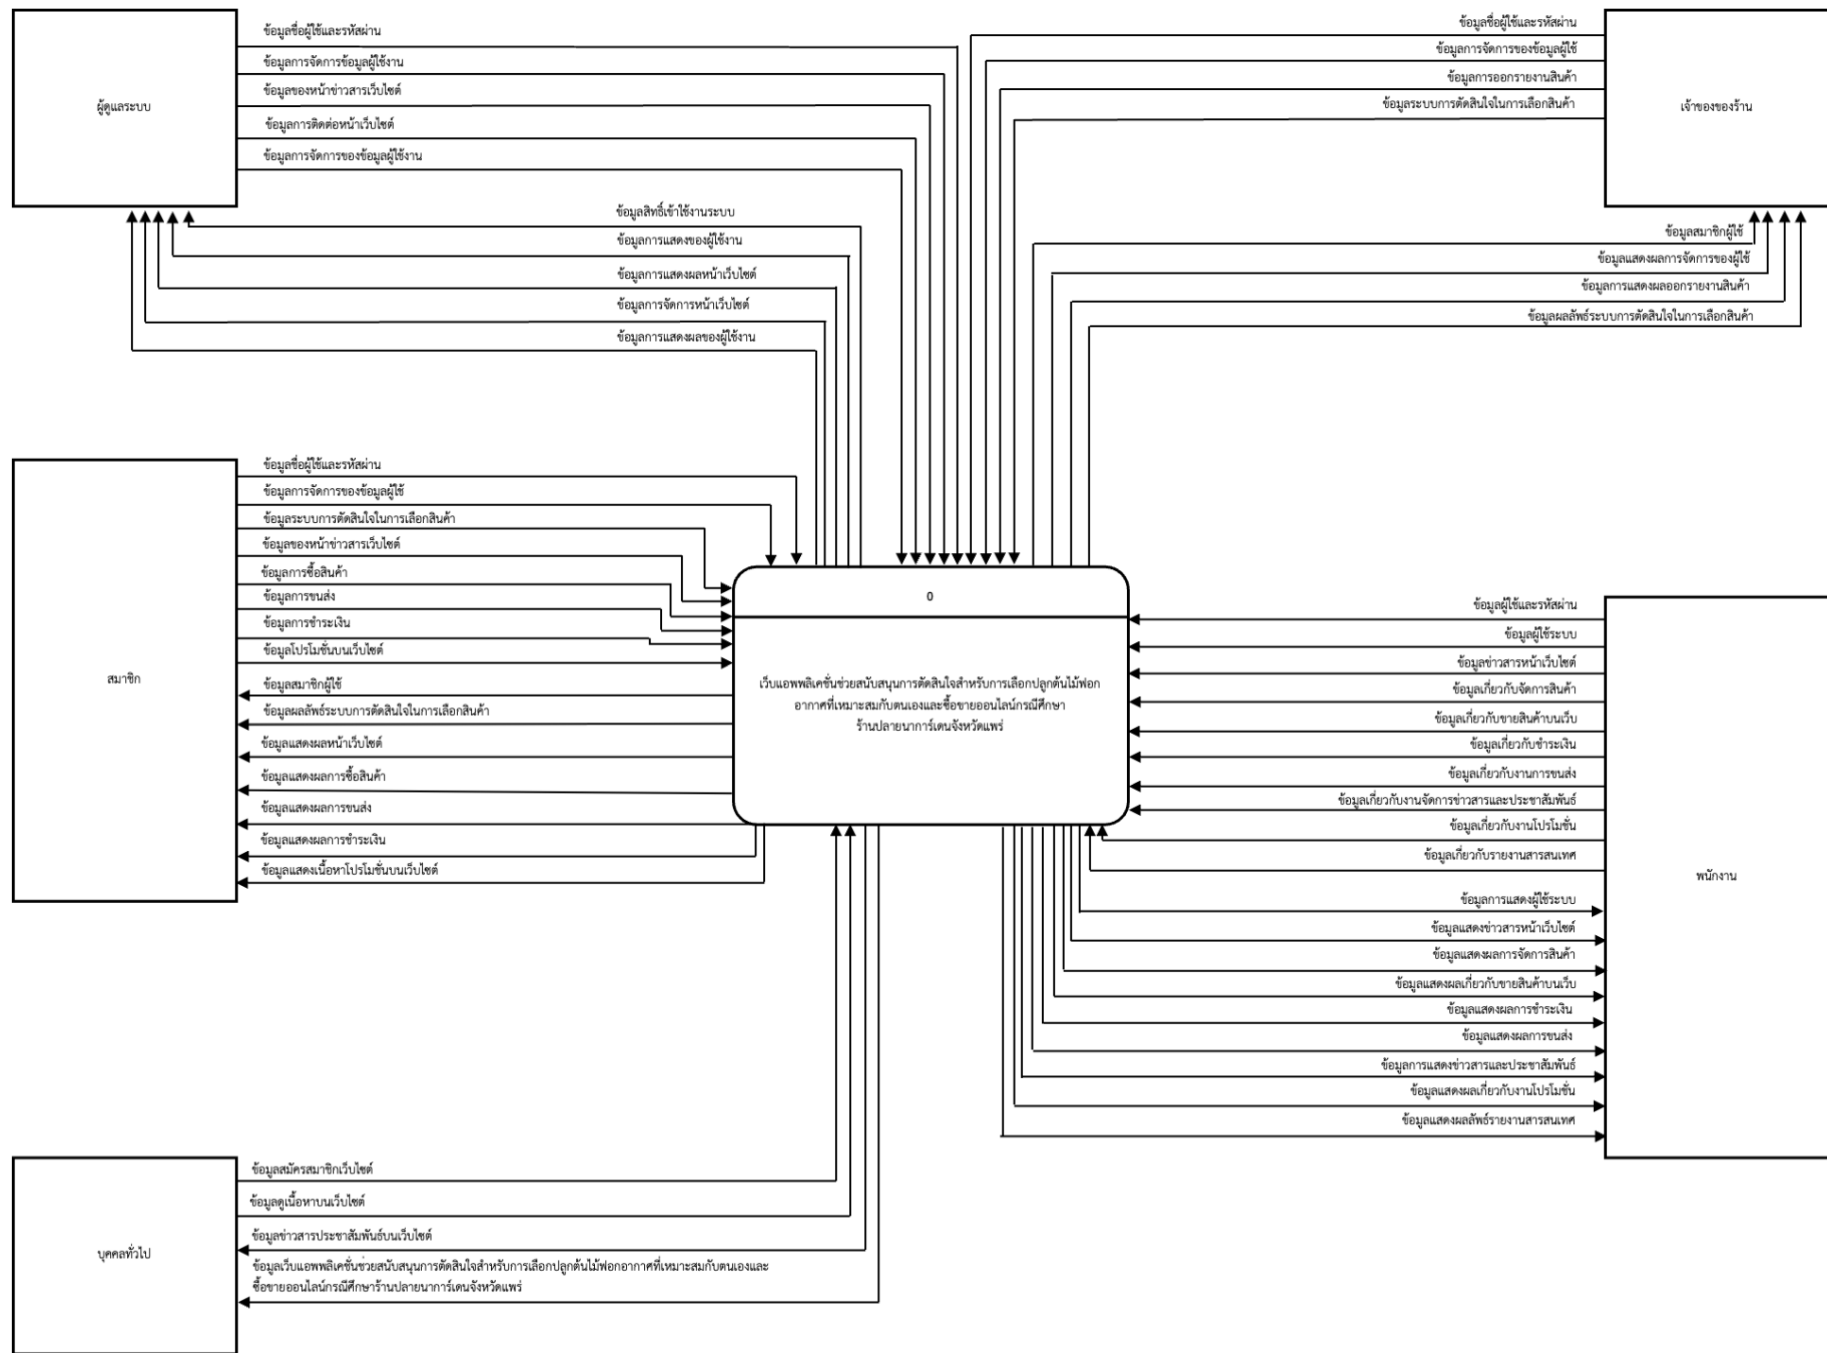 ผู้ดูแลระบบ
ข้อมูลชื่อผู้ใช้และรหัสผ่าน
ข้อมูลการจัดการข้อมูลผู้ใช้งาน
ข้อมูลของหน้าข่าวสารเว็บไซต์
ข้อมูลการติดต่อหน้าเว็บไซต์
ข้อมูลการจัดการของข้อมูลผู้ใช้งาน
ข้อมูลสิทธิ์เข้าใช้งานระบบ
ข้อมูลการแสดงของผู้ใช้งาน
ข้อมูลการแสดงผลหน้าเว็บไซต์
ข้อมูลการจัดการหน้าเว็บไซต์
ข้อมูลการแสดงผลของผู้ใช้งาน
เจ้าของของร้าน
ข้อมูลชื่อผู้ใช้และรหัสผ่าน
ข้อมูลการจัดการของข้อมูลผู้ใช้
ข้อมูลการออกรายงานสินค้า
ข้อมูลระบบการตัดสินใจในการเลือกสินค้า
ข้อมูลสมาชิกผู้ใช้
ข้อมูลแสดงผลการจัดการของผู้ใช้
ข้อมูลการแสดงผลออกรายงานสินค้า
ข้อมูลผลลัพธ์ระบบการตัดสินใจในการเลือกสินค้า
สมาชิก
ข้อมูลชื่อผู้ใช้และรหัสผ่าน
ข้อมูลการจัดการของข้อมูลผู้ใช้
ข้อมูลระบบการตัดสินใจในการเลือกสินค้า
ข้อมูลของหน้าข่าวสารเว็บไซต์
ข้อมูลการซื้อสินค้า
ข้อมูลการขนส่ง
ข้อมูลการชำระเงิน
ข้อมูลโปรโมชั่นบนเว็บไซต์
ข้อมูลสมาชิกผู้ใช้
ข้อมูลผลลัพธ์ระบบการตัดสินใจในการเลือกสินค้า
ข้อมูลแสดงผลหน้าเว็บไซต์
ข้อมูลแสดงผลการซื้อสินค้า
ข้อมูลแสดงผลการขนส่ง
ข้อมูลแสดงผลการชำระเงิน
ข้อมูลแสดงเนื้อหาโปรโมชั่นบนเว็บไซต์
0
เว็บแอพพลิเคชั่นช่วยสนับสนุนการตัดสินใจสำหรับการเลือกปลูกต้นไม้ฟอก
อากาศที่เหมาะสมกับตนเองและซื้อขายออนไลน์กรณีศึกษา
ร้านปลายนาการ์เดนจังหวัดแพร่
พนักงาน
ข้อมูลผู้ใช้และรหัสผ่าน
ข้อมูลผู้ใช้ระบบ
ข้อมูลข่าวสารหน้าเว็บไซต์
ข้อมูลเกี่ยวกับจัดการสินค้า
ข้อมูลเกี่ยวกับขายสินค้าบนเว็บ
ข้อมูลเกี่ยวกับชำระเงิน
ข้อมูลเกี่ยวกับงานการขนส่ง
ข้อมูลเกี่ยวกับงานจัดการข่าวสารและประชาสัมพันธ์
ข้อมูลเกี่ยวกับงานโปรโมชั่น
ข้อมูลเกี่ยวกับรายงานสารสนเทศ
ข้อมูลการแสดงผู้ใช้ระบบ
ข้อมูลแสดงข่าวสารหน้าเว็บไซต์
ข้อมูลแสดงผลการจัดการสินค้า
ข้อมูลแสดงผลเกี่ยวกับขายสินค้าบนเว็บ
ข้อมูลแสดงผลการชำระเงิน
ข้อมูลแสดงผลการขนส่ง
ข้อมูลการแสดงข่าวสารและประชาสัมพันธ์
ข้อมูลแสดงผลเกี่ยวกับงานโปรโมชั่น
ข้อมูลแสดงผลลัพธ์รายงานสารสนเทศ
บุคคลทั่วไป
ข้อมูลสมัครสมาชิกเว็บไซต์
ข้อมูลดูเนื้อหาบนเว็บไซต์
ข้อมูลข่าวสารประชาสัมพันธ์บนเว็บไซต์
ข้อมูลเว็บแอพพลิเคชั่นช่วยสนับสนุนการตัดสินใจสำหรับการเลือกปลูกต้นไม้ฟอกอากาศที่เหมาะสมกับตนเองและ
ซื้อขายออนไลน์กรณีศึกษาร้านปลายนาการ์เดนจังหวัดแพร่